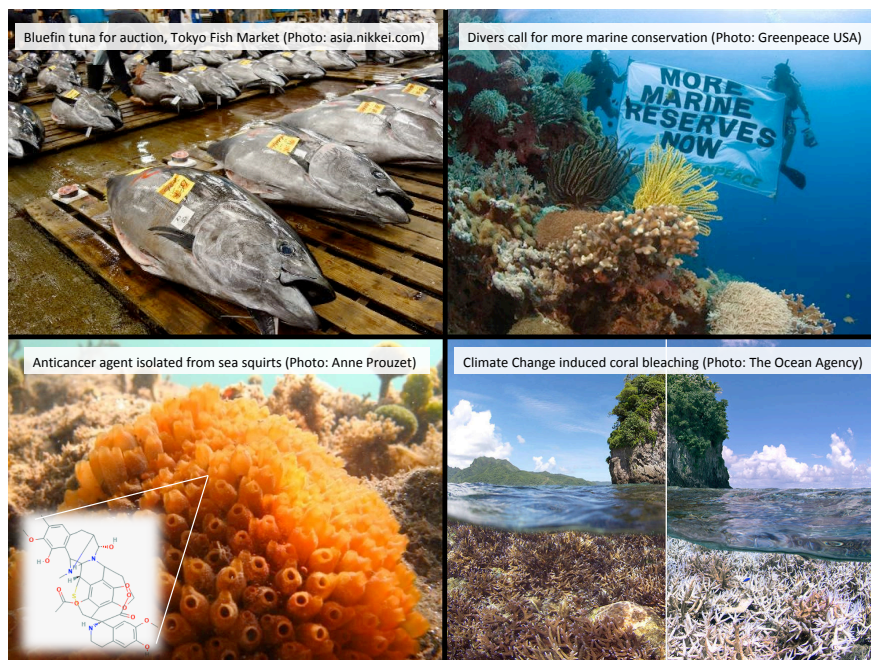 Bluefin tuna for auction, Tokyo Fish Market (Photo: asia.nikkei.com)
Divers call for more marine conservation (Photo: Greenpeace USA)
MORE
MARINE
RESERVES
NOW
Anticancer agent isolated from sea squirts (Photo: Anne Prouzet)
Climate Change induced coral bleaching (Photo: The Ocean Agency)